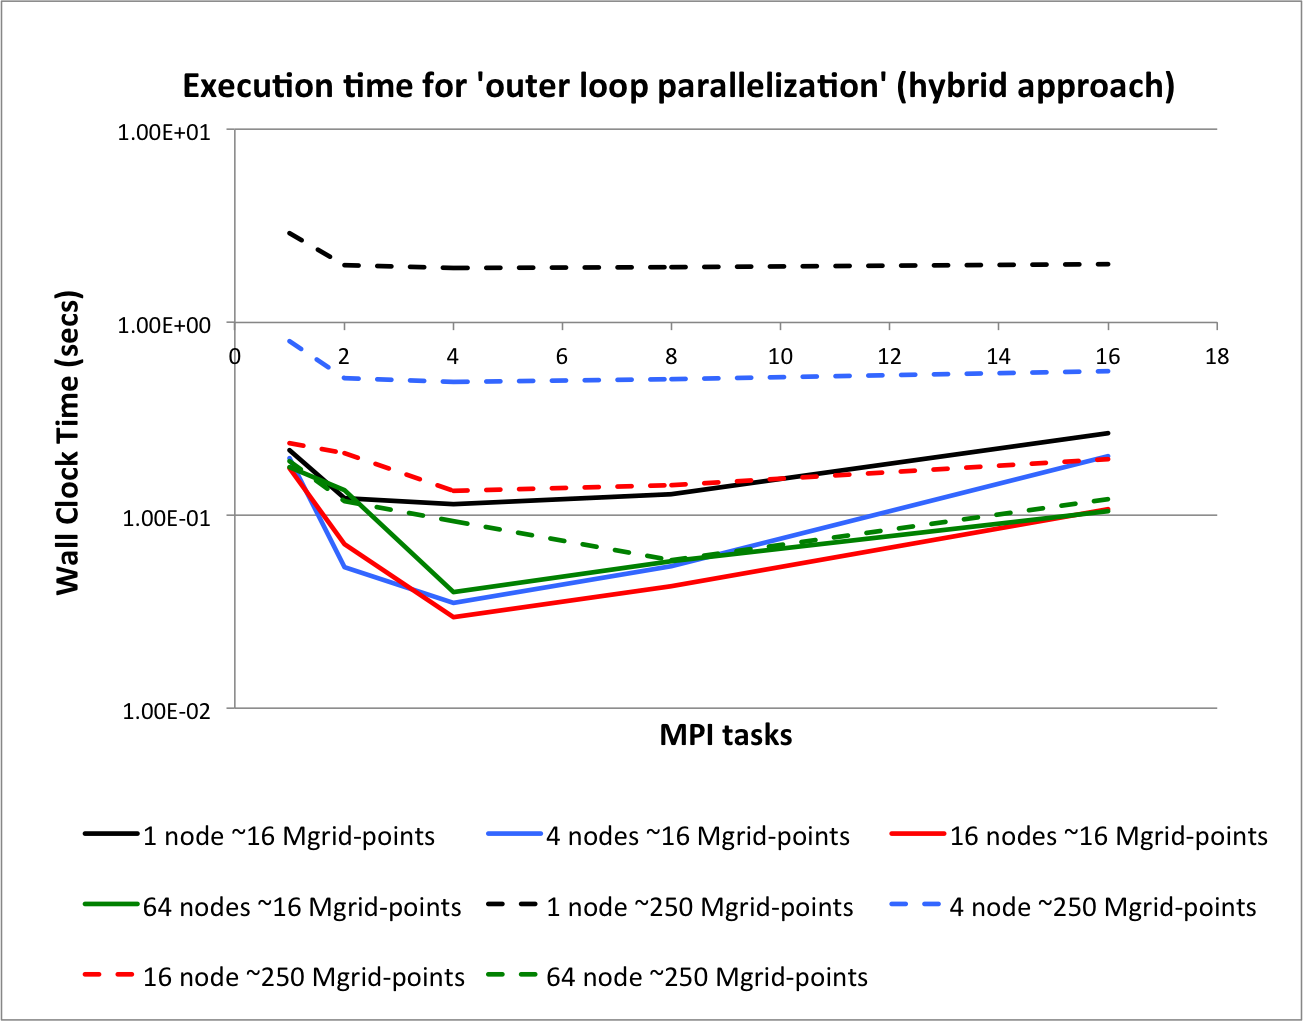 Execution time for 'outer loop parallelization' (hybrid approach)
1.00E+01
1.00E+00
0 2 4 6 8 10 12 14 16 18
1.00E-01
1.00E-02
Wall Clock Time (secs)
MPI tasks
1 node ~16 Mgrid-points 4 nodes ~16 Mgrid-points 16 nodes ~16 Mgrid-points
64 nodes ~16 Mgrid-points 1 node ~250 Mgrid-points 4 node ~250 Mgrid-points
16 node ~250 Mgrid-points 64 node ~250 Mgrid-points